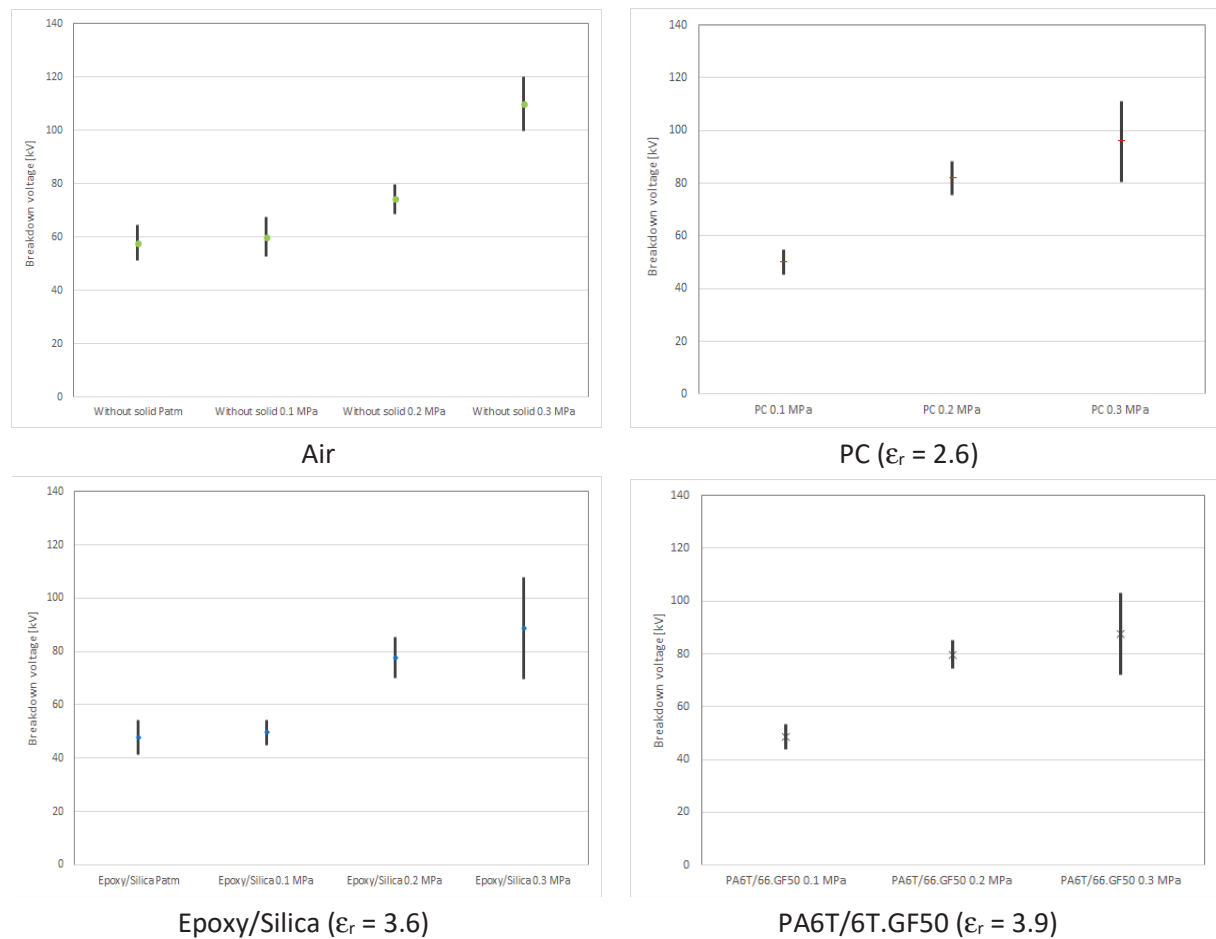 140
120
100
80
60
40
20
0
Breakdown voltage [kV]
Without solid Patm
Without solid 0.1 MPa
Without solid 0.2 MPa
Without solid 0.3 MPa
Air
140
120
100
80
60
40
20
0
Breakdown voltage [kV]
PC 0.1 MPa
PC 0.2 MPa
PC 0.3 MPa
PC (εr = 2.6)
140
120
100
80
60
40
20
0
Breakdown voltage [kV]
Epoxy/Silica Patm
Epoxy/Silica 0.1 MPa
Epoxy/Silica 0.2 MPa
Epoxy/Silica 0.3 MPa
Epoxy/Silica (εr = 3.6)
140
120
100
80
60
40
20
0
Breakdown voltage [kV]
PA6T/66.GF50 0.1 MPa
PA6T/66.GF50 0.2 MPa
PA6T/66.GF50 0.3 MPa
PA6T/6T.GF50 (εr = 3.9)